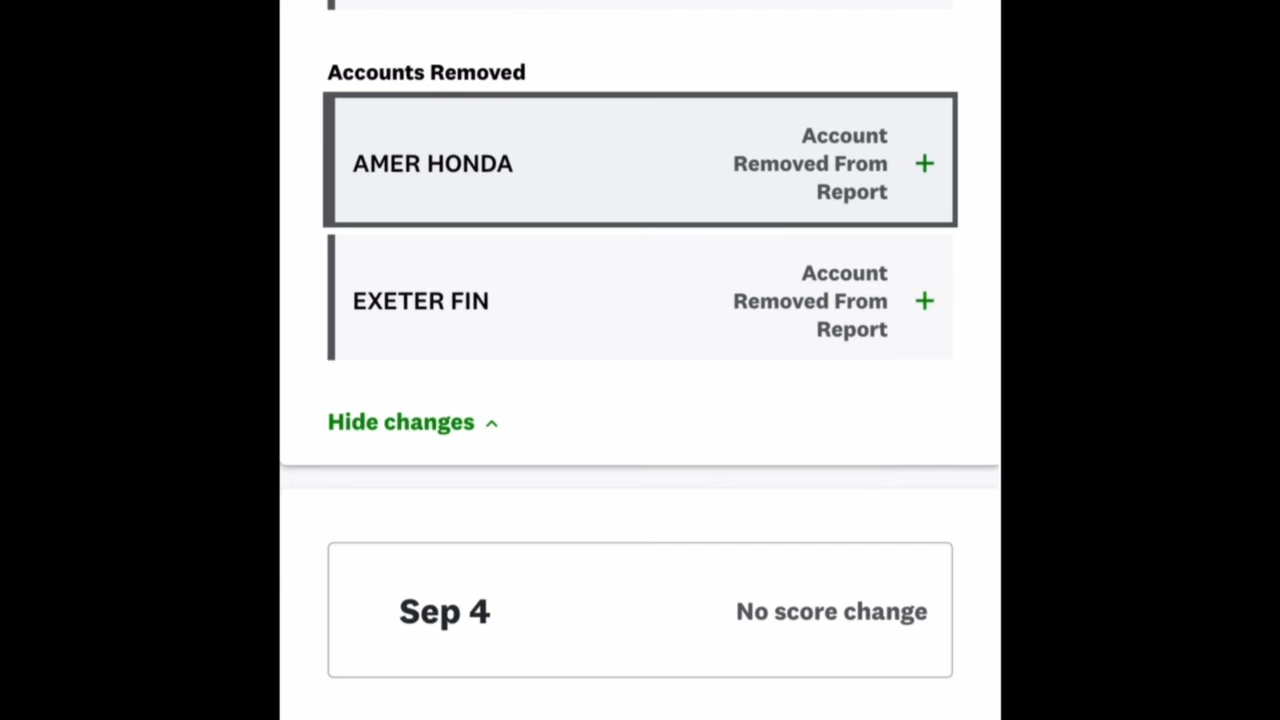 Accounts Removed
AMER HONDA
Account
Removed From
Report
+
EXETER FIN
Account
Removed From
Report
+
Hide changes
Sep 4
No score change